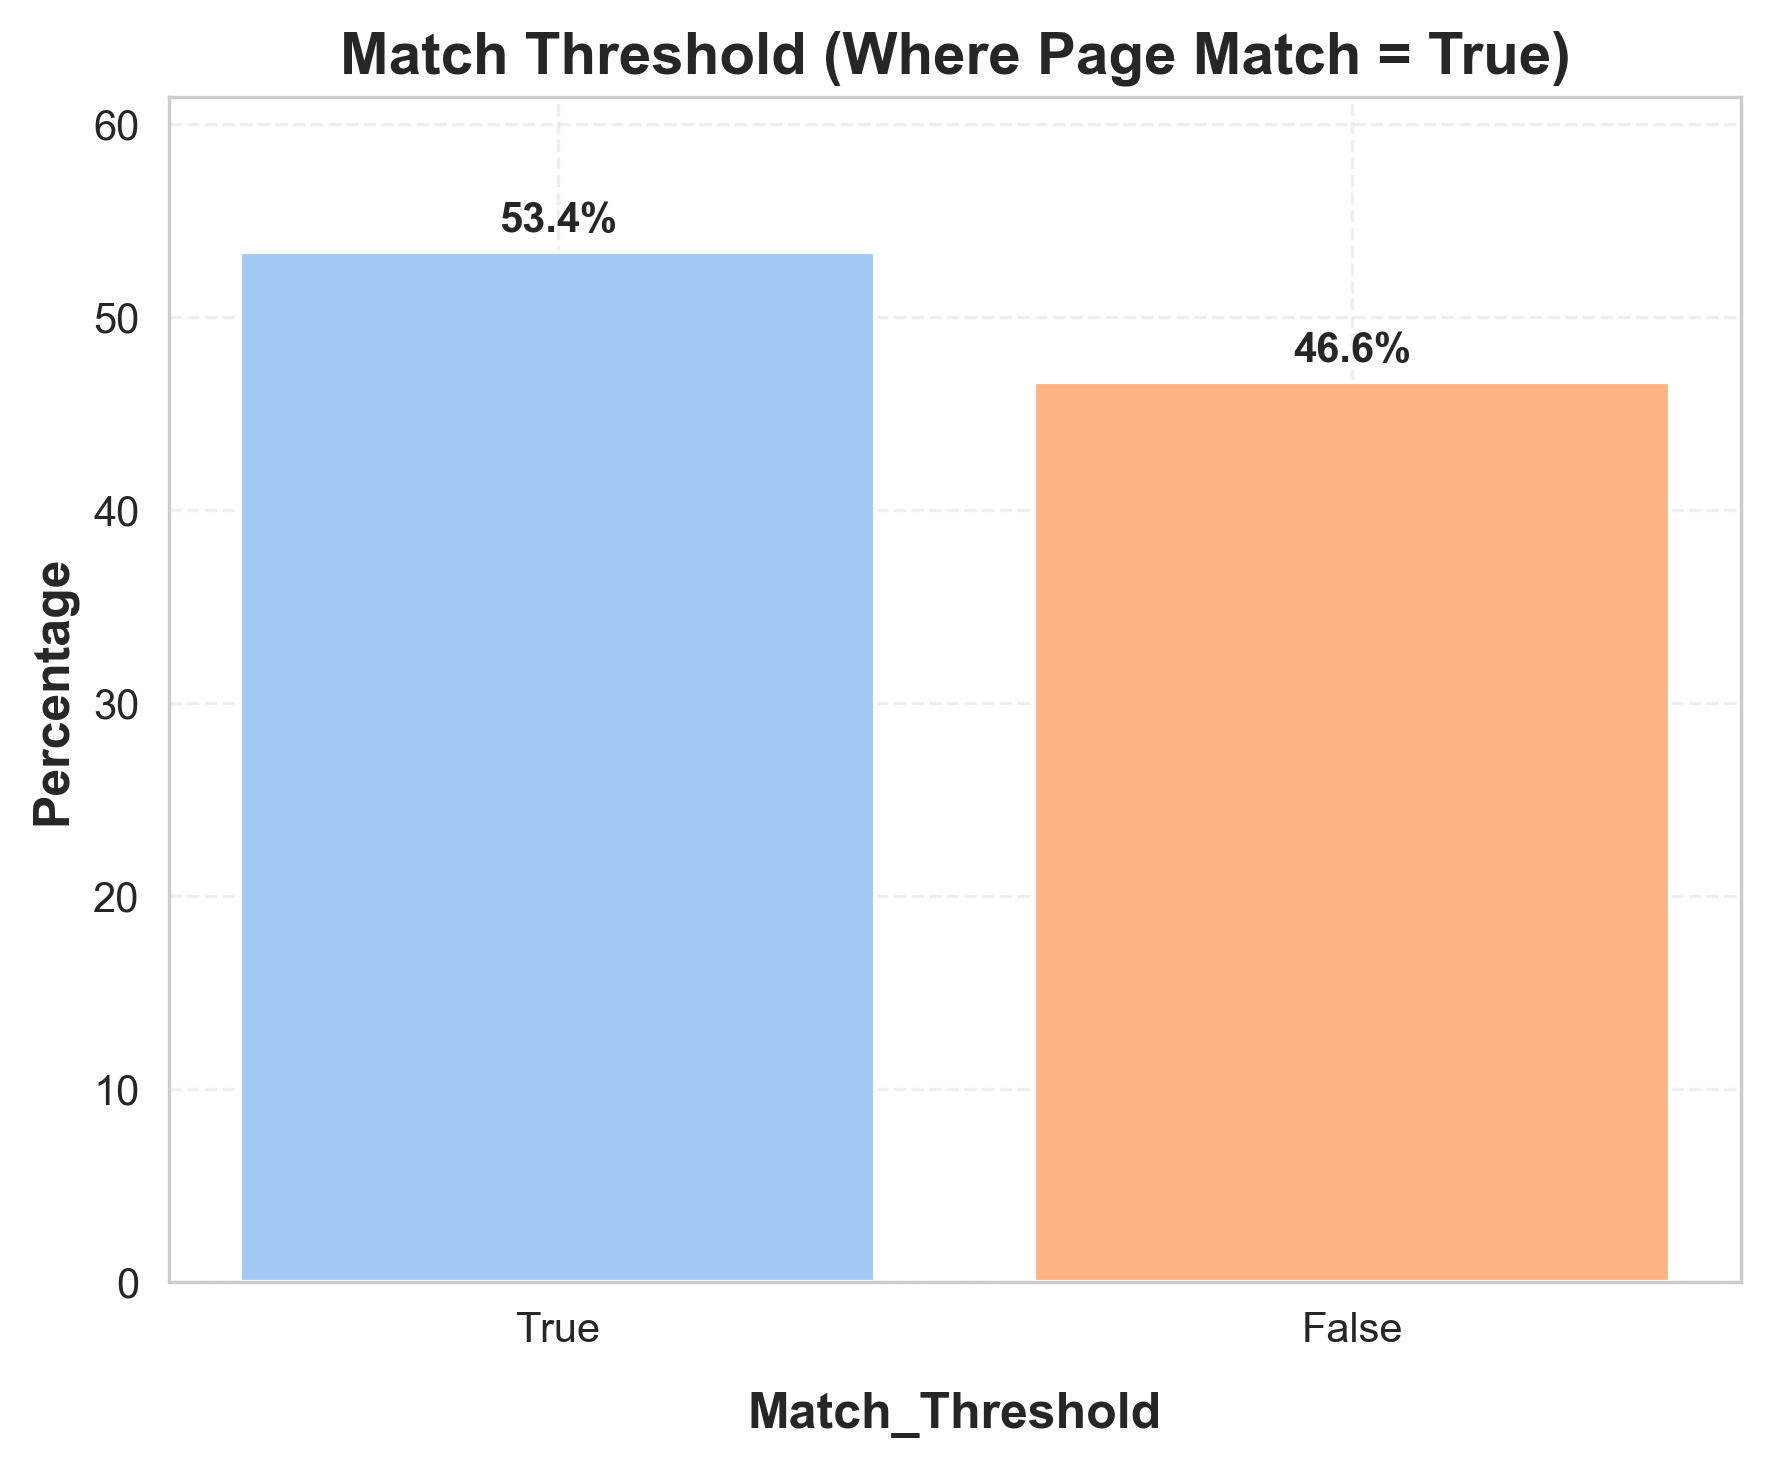 Match Threshold (Where Page Match = True)
60
53.4%
50
46.6%
40
Percentage
30
20
10
0
True False
Match_Threshold